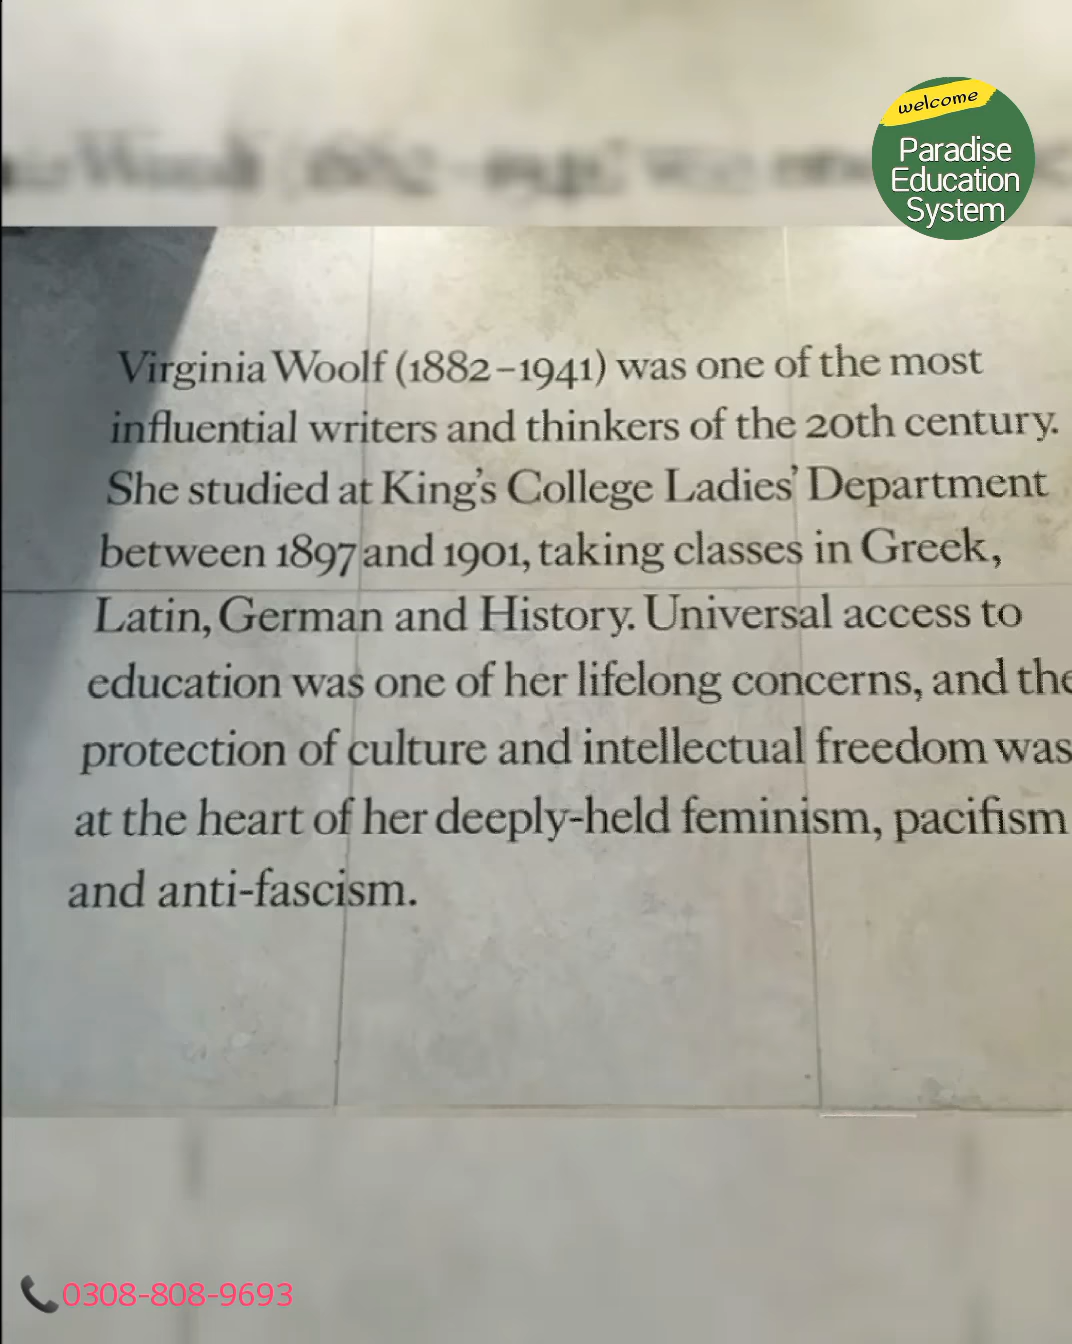 welcome
Paradise
Education
System
Virginia Woolf (1882–1941) was one of the most
influential writers and thinkers of the 20th century.
She studied at King's College Ladies' Department
between 1897 and 1901, taking classes in Greek,
Latin, German and History. Universal access to
education was one of her lifelong concerns, and the
protection of culture and intellectual freedom was
at the heart of her deeply-held feminism, pacifism
and anti-fascism.
0308-808-9693